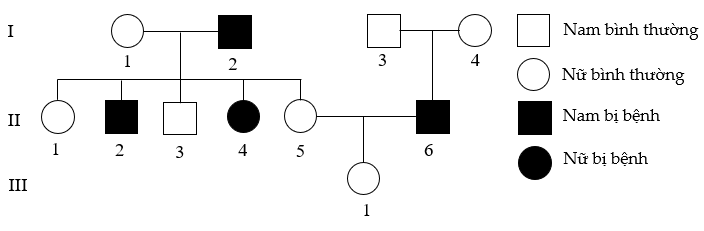 I
1
2
3
4
Nam bình thường
Nữ bình thường
II
1
2
3
4
5
6
Nam bị bệnh
Nữ bị bệnh
III
1